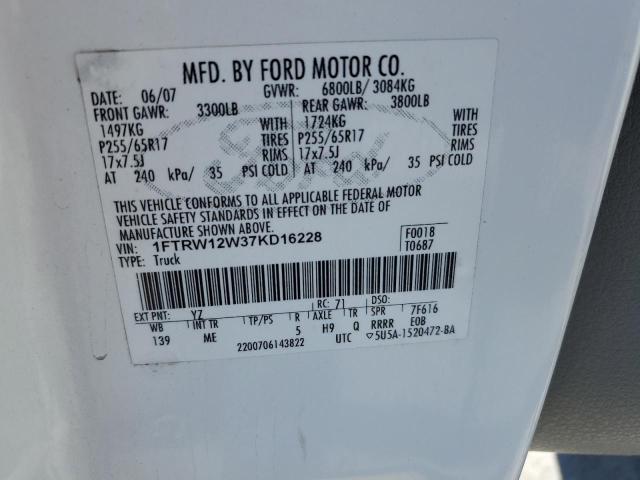 MFD. BY FORD MOTOR CO.
DATE: 06/07 GVWR: 6800LB/ 3084KG
FRONT GAWR: 3300LB REAR GAWR: 3800LB
1497KG WITH 1724KG WITH
P255/65R17 TIRES P255/65R17 TIRES
17x7.5J RIMS 17x7.5J RIMS
AT 240 kPa/ 35 PSI COLD AT 240 kPa/ 35 PSI COLD
THIS VEHICLE CONFORMS TO ALL APPLICABLE FEDERAL MOTOR
VEHICLE SAFETY STANDARDS IN EFFECT ON THE DATE OF
MANUFACTURE SHOWN ABOVE.
VIN: 1FTRW12W37KD16228 F0018
TYPE: Truck T0687
EXT PNT: YZ RC: 71 DSO:
WB INT TR TP/PS R AXLE TR SPR 7F616
139 ME 5 H9 Q RRRR E0B
2200706143822 UTC ▽5U5A-1520472-BA
Ford